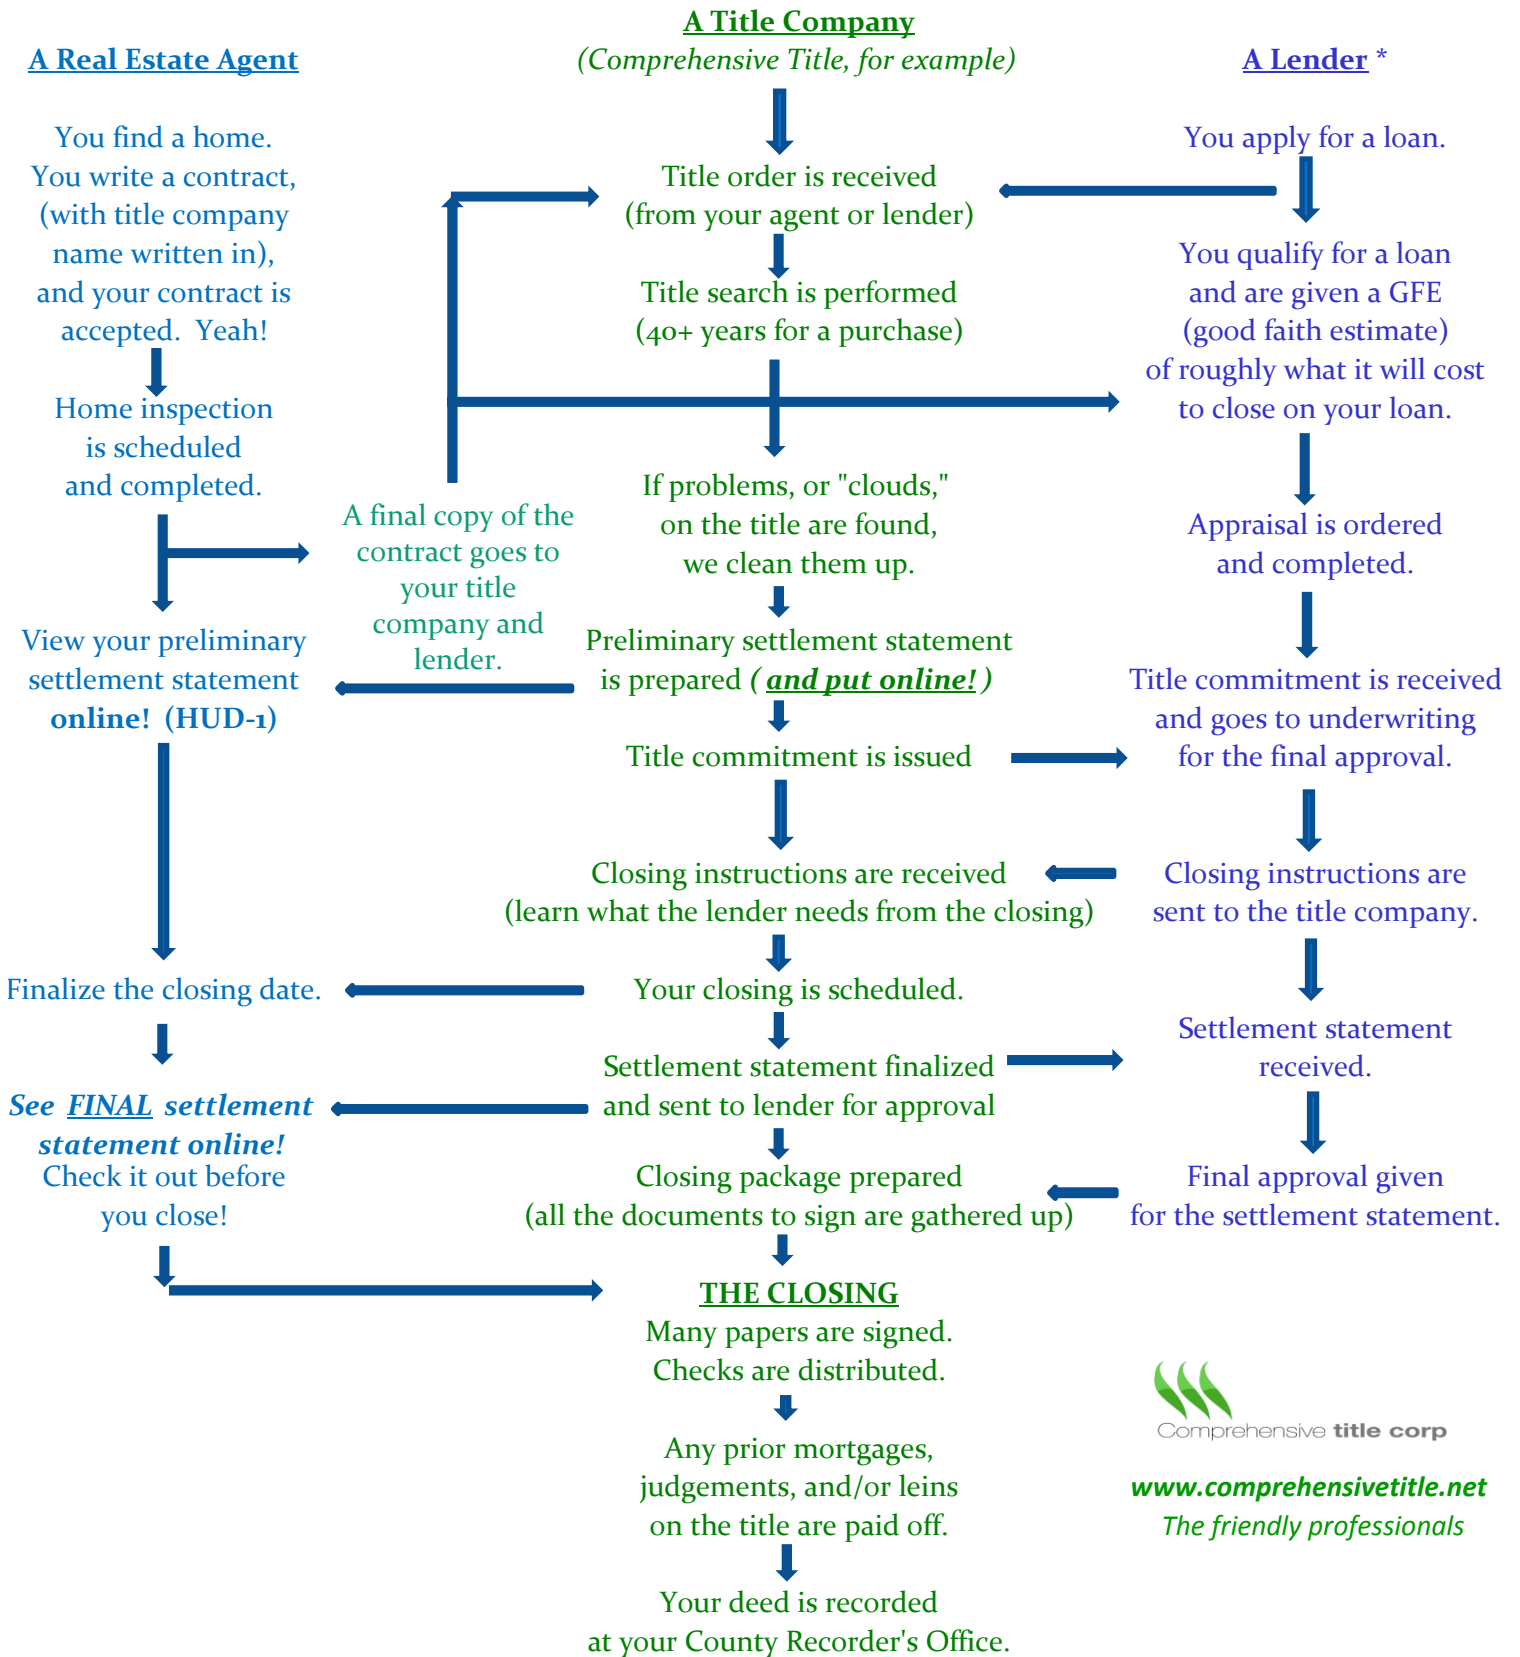 A Real Estate Agent
You find a home.
You write a contract,
(with title company
name written in),
and your contract is
accepted.  Yeah!
Home inspection
is scheduled
and completed.
View your preliminary
settlement statement
online!  (HUD-1)
Finalize the closing date.
See FINAL settlement
statement online!
Check it out before
you close!
A final copy of the
contract goes to
your title
company and
lender.
A Title Company
(Comprehensive Title, for example)
Title order is received
(from your agent or lender)
Title search is performed
(40+ years for a purchase)
If problems, or "clouds,"
on the title are found,
we clean them up.
Preliminary settlement statement
is prepared ( and put online! )
Title commitment is issued
Closing instructions are received
(learn what the lender needs from the closing)
Your closing is scheduled.
Settlement statement finalized
and sent to lender for approval
Closing package prepared
(all the documents to sign are gathered up)
THE CLOSING
Many papers are signed.
Checks are distributed.
Any prior mortgages,
judgements, and/or leins
on the title are paid off.
Your deed is recorded
at your County Recorder's Office.
A Lender *
You apply for a loan.
You qualify for a loan
and are given a GFE
(good faith estimate)
of roughly what it will cost
to close on your loan.
Appraisal is ordered
and completed.
Title commitment is received
and goes to underwriting
for the final approval.
Closing instructions are
sent to the title company.
Settlement statement
received.
Final approval given
for the settlement statement.
Comprehensive title corp
www.comprehensivetitle.net
The friendly professionals